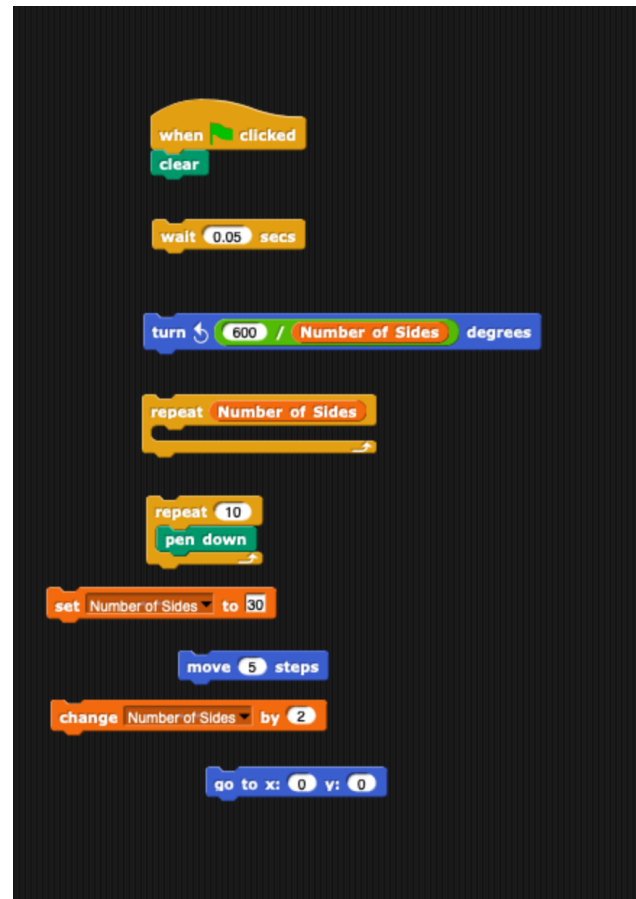 when clicked
clear
wait 0.05 secs
turn 600 / Number of Sides degrees
repeat Number of Sides
repeat 10
pen down
set Number of Sides to 30
move 5 steps
change Number of Sides by 2
go to x: 0 y: 0